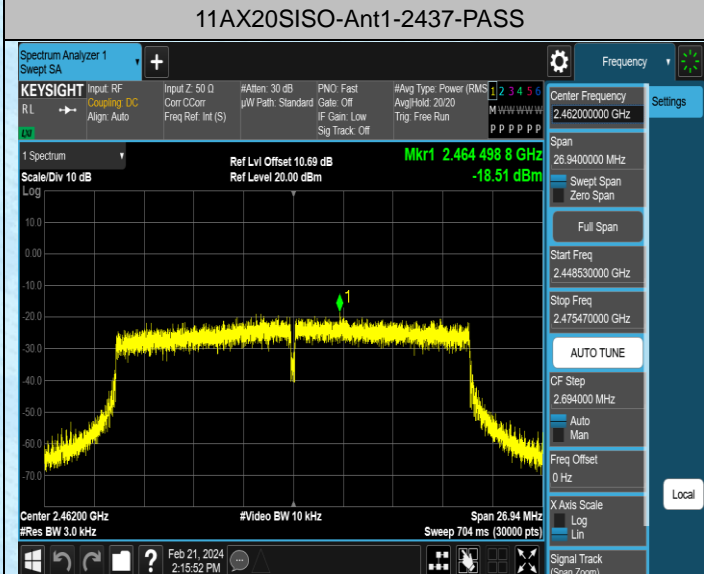 11AX20SISO-Ant1-2437-PASS
Spectrum Analyzer 1
Swept SA
+
Frequency
KEYSIGHT
RL
LXI
Input: RF
Coupling: DC
Align: Auto
Input Z: 50 Ω
Corr CCorr
Freq Ref: Int (S)
#Atten: 30 dB
µW Path: Standard
PNO: Fast
Gate: Off
IF Gain: Low
Sig Track: Off
#Avg Type: Power (RMS
Avg|Hold: 20/20
Trig: Free Run
1 2 3 4 5 6
M W W W W W
P P P P P P
1 Spectrum
Scale/Div 10 dB
Log
Ref Lvl Offset 10.69 dB
Ref Level 20.00 dBm
Mkr1 2.464 498 8 GHz
-18.51 dBm
10.0
0.00
-10.0
-20.0
-30.0
-40.0
-50.0
-60.0
-70.0
1
Center 2.46200 GHz
#Res BW 3.0 kHz
#Video BW 10 kHz
Span 26.94 MHz
Sweep 704 ms (30000 pts)
Feb 21, 2024
2:15:52 PM
?
Center Frequency
2.462000000 GHz
Settings
Span
26.9400000 MHz
Swept Span
Zero Span
Full Span
Start Freq
2.448530000 GHz
Stop Freq
2.475470000 GHz
AUTO TUNE
CF Step
2.694000 MHz
Auto
Man
Freq Offset
0 Hz
X Axis Scale
Log
Lin
Local
Signal Track
(Span Zoom)